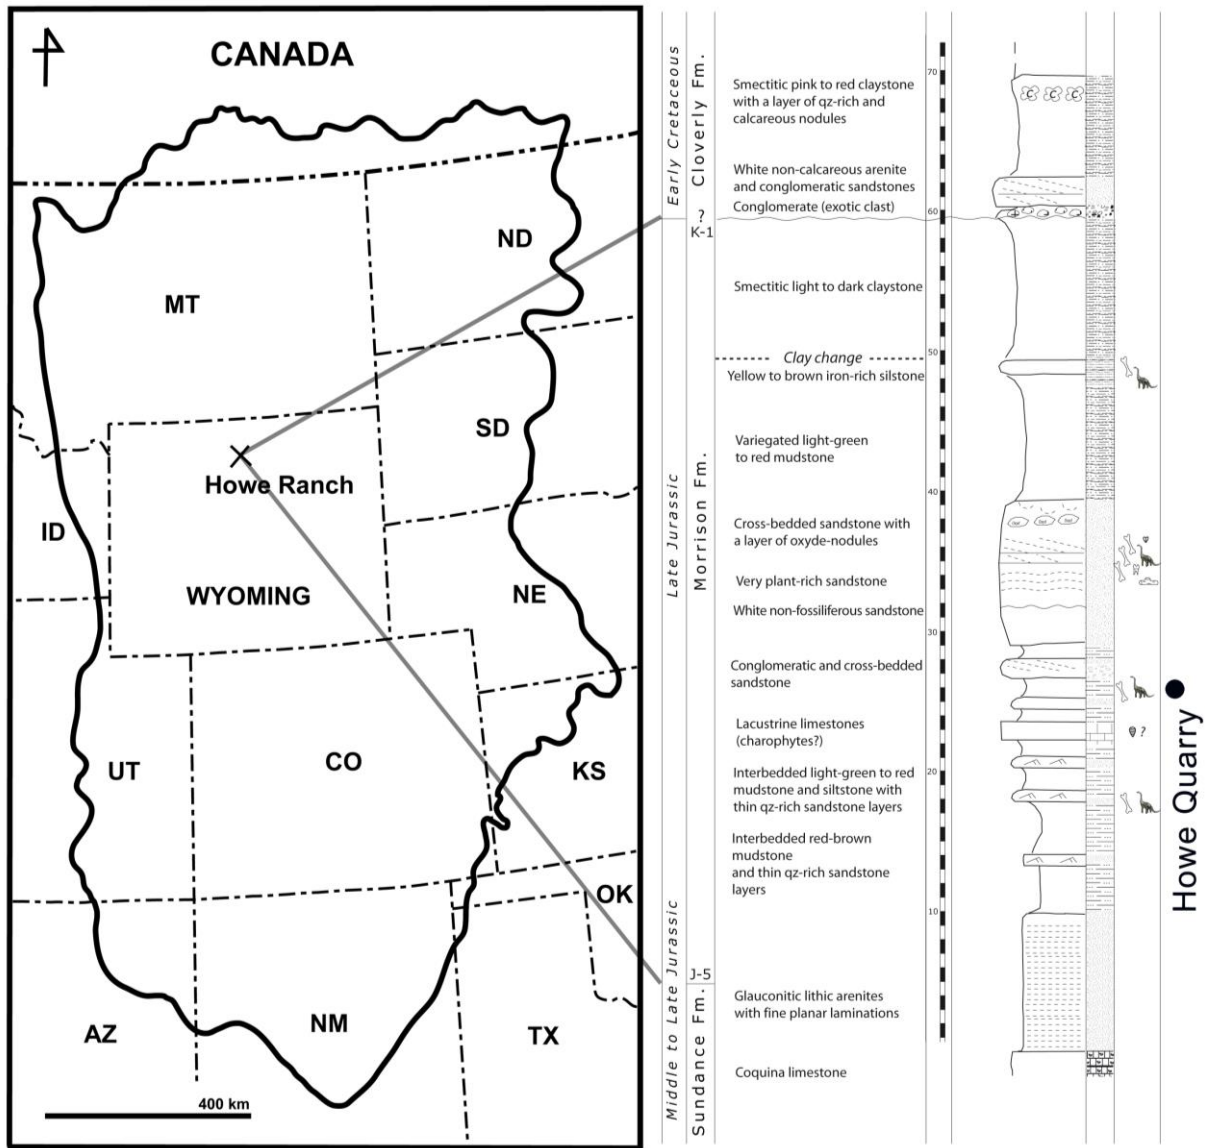 CANADA
ND
MT
SD
Howe Ranch
ID
WYOMING
NE
UT
CO
KS
OK
AZ
NM
TX
400 km
Early Cretaceous
Cloverly Fm.
?
K-1
Late Jurassic
Morrison Fm.
Middle to Late Jurassic
J-5
Sundance Fm.
Smectitic pink to red claystone
with a layer of qz-rich and
calcareous nodules
White non-calcareous arenite
and conglomeratic sandstones
Conglomerate (exotic clast)
Smectitic light to dark claystone
Clay change
Yellow to brown iron-rich silstone
Variegated light-green
to red mudstone
Cross-bedded sandstone with
a layer of oxyde-nodules
Very plant-rich sandstone
White non-fossiliferous sandstone
Conglomeratic and cross-bedded
sandstone
Lacustrine limestones
(charophytes?)
Interbedded light-green to red
mudstone and siltstone with
thin qz-rich sandstone layers
Interbedded red-brown
mudstone
and thin qz-rich sandstone
layers
Glauconitic lithic arenites
with fine planar laminations
Coquina limestone
70
60
50
40
30
20
10
C C C
?
Howe Quarry